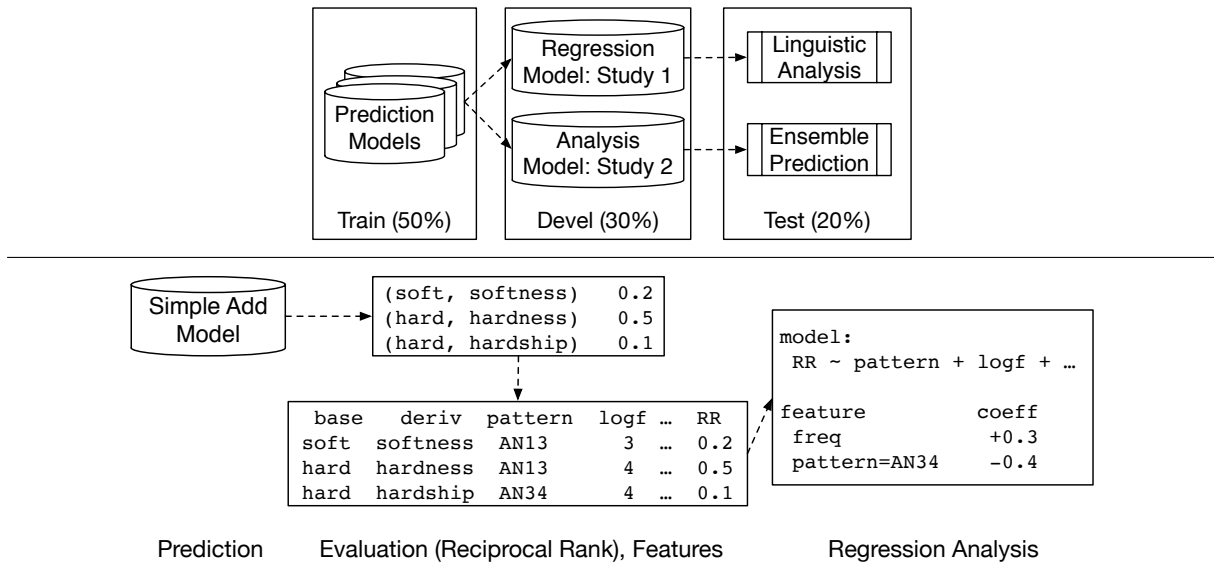 Prediction
Models
Train (50%)
Regression
Model: Study 1
Analysis
Model: Study 2
Devel (30%)
Linguistic
Analysis
Ensemble
Prediction
Test (20%)
Simple Add
Model
(soft, softness) 0.2
(hard, hardness) 0.5
(hard, hardship) 0.1
base deriv pattern logf … RR
soft softness AN13 3 … 0.2
hard hardness AN13 4 … 0.5
hard hardship AN34 4 … 0.1
model:
RR ~ pattern + logf + …
feature coeff
freq +0.3
pattern=AN34 −0.4
Prediction
Evaluation (Reciprocal Rank), Features
Regression Analysis